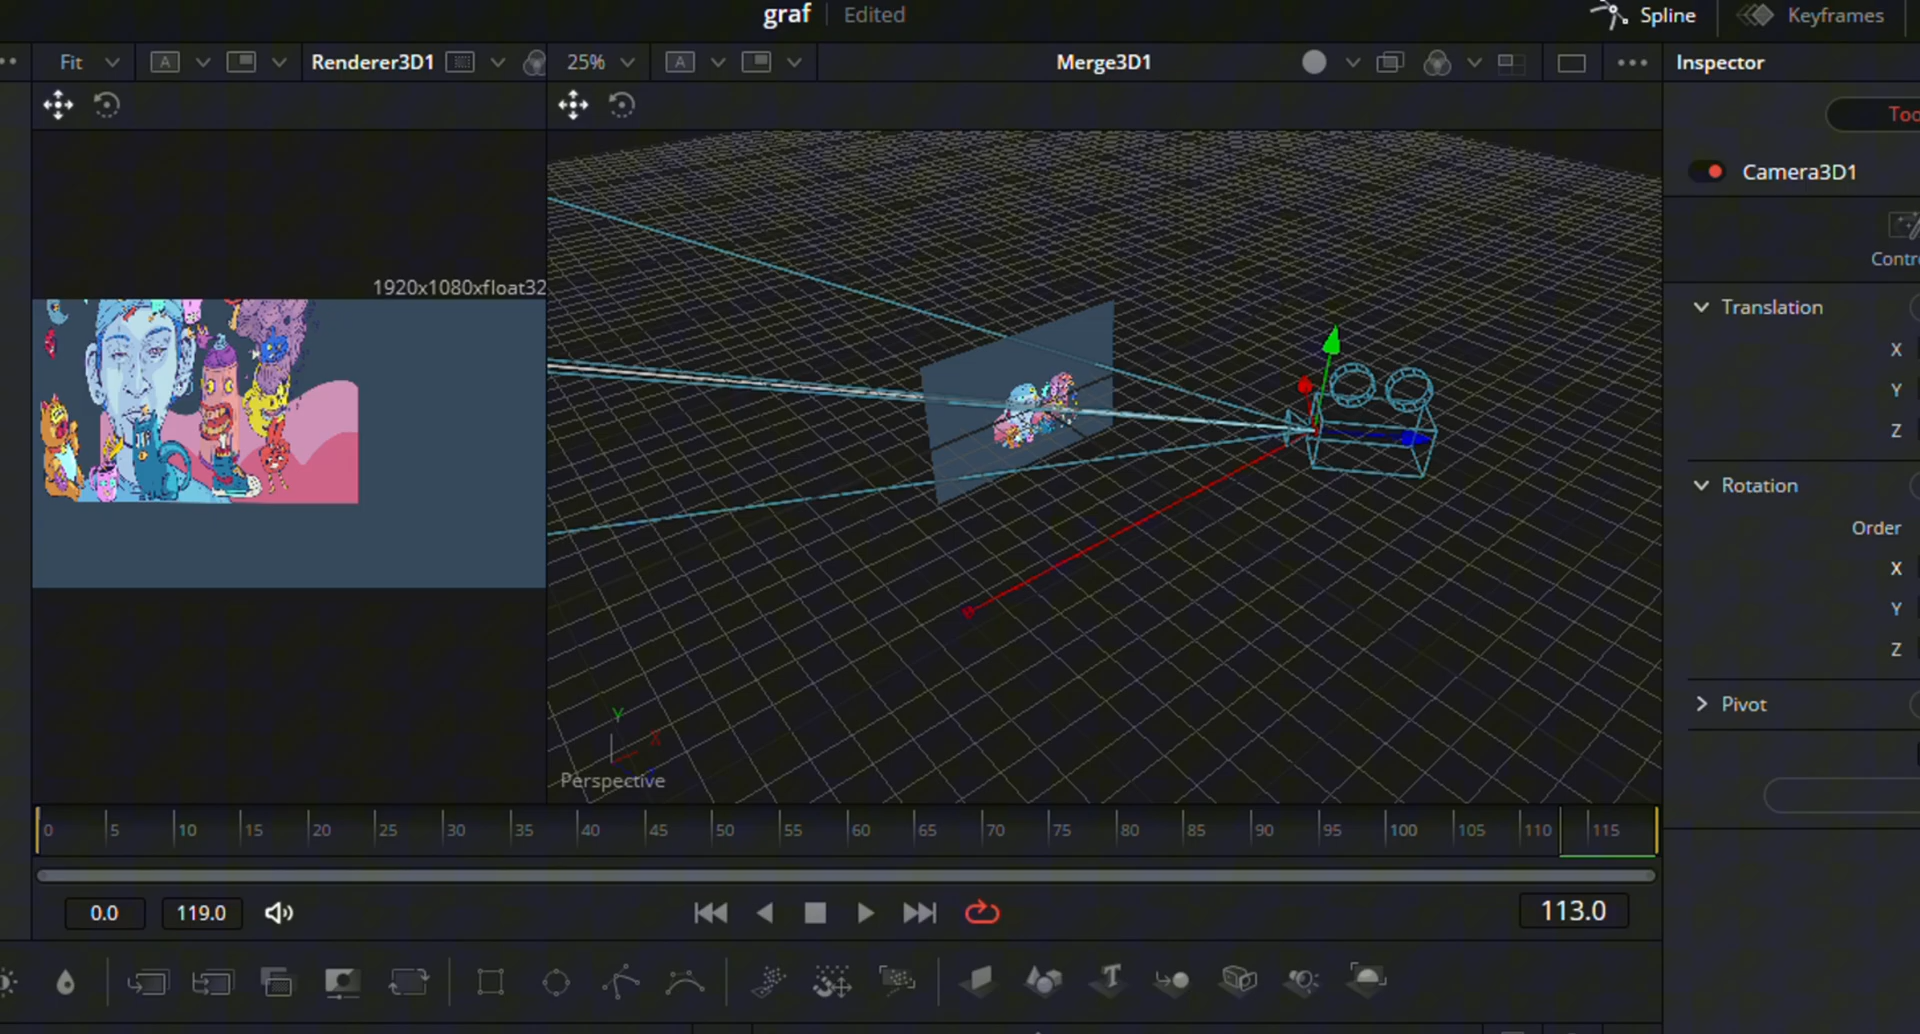 graf Edited Spline Keyframes
Fit A Renderer3D1 25% A Merge3D1 Inspector
Camera3D1
1920x1080xfloat32
Translation
X
Y
Z
Rotation
Order
X
Y
Z
Pivot
Y
X
Perspective
0 5 10 15 20 25 30 35 40 45 50 55 60 65 70 75 80 85 90 95 100 105 110 115
0.0 119.0 113.0
T